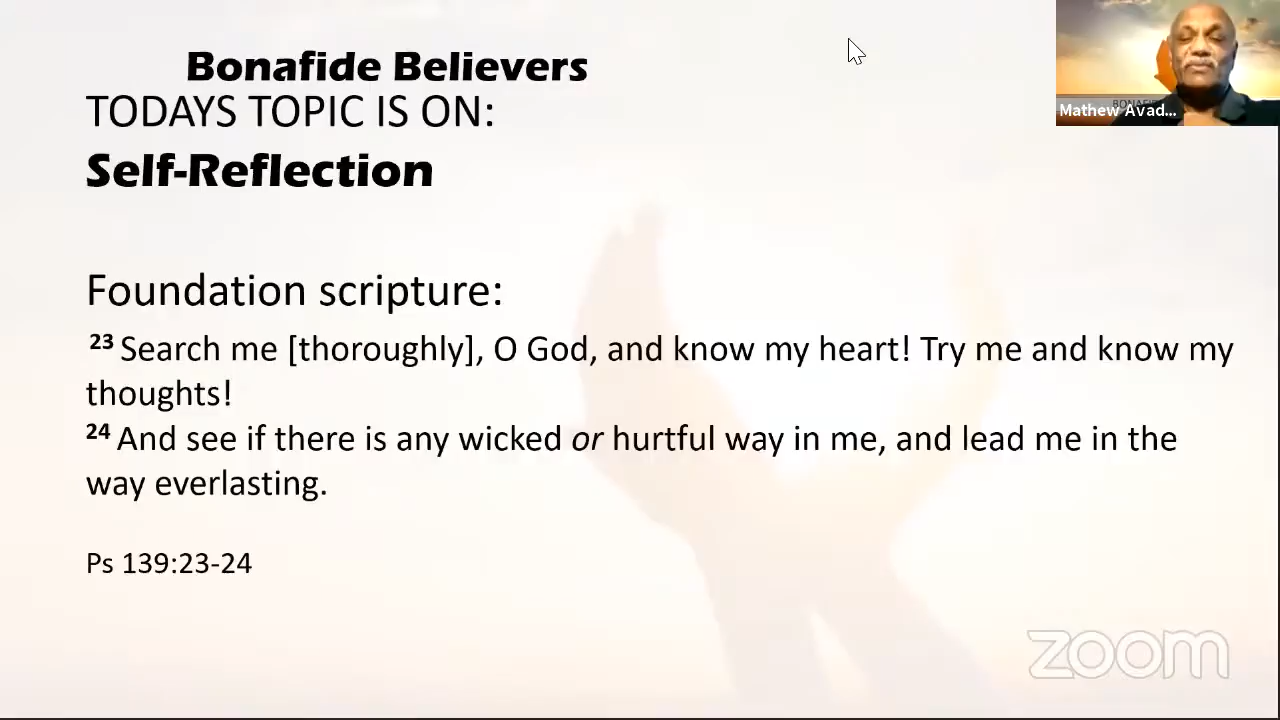 Bonafide Believers
TODAYS TOPIC IS ON:
Self-Reflection
Mathew Avad...
Foundation scripture:
23 Search me [thoroughly], O God, and know my heart! Try me and know my
thoughts!
24 And see if there is any wicked or hurtful way in me, and lead me in the
way everlasting.
Ps 139:23-24
zoom